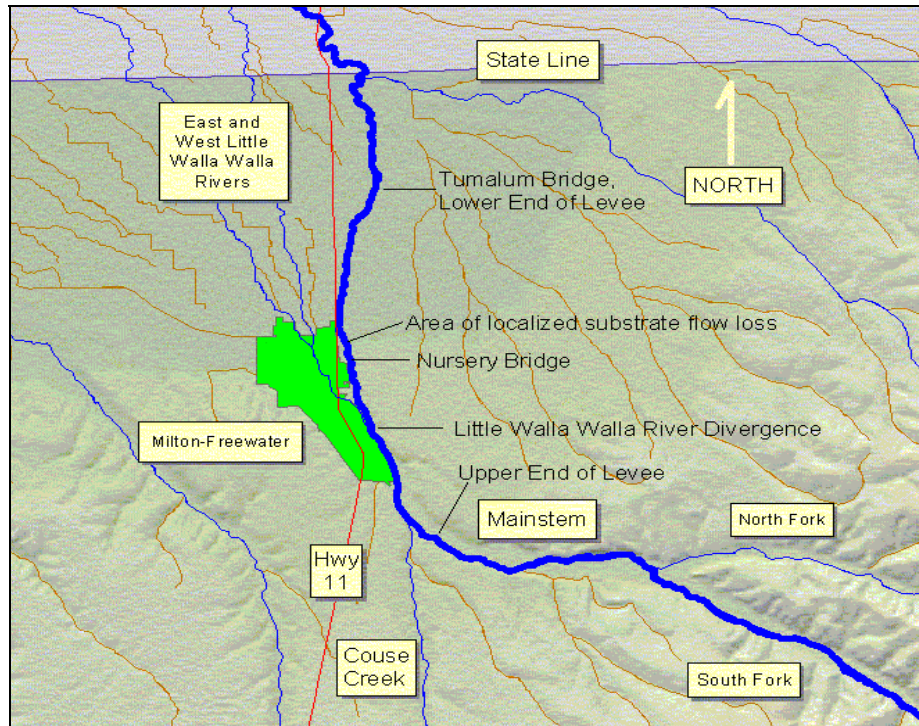 State Line
East and
West Little
Walla Walla
Rivers
NORTH
Tumalum Bridge,
Lower End of Levee
Area of localized substrate flow loss
Nursery Bridge
Little Walla Walla River Divergence
Milton-Freewater
Upper End of Levee
Mainstem
North Fork
Hwy
11
Couse
Creek
South Fork